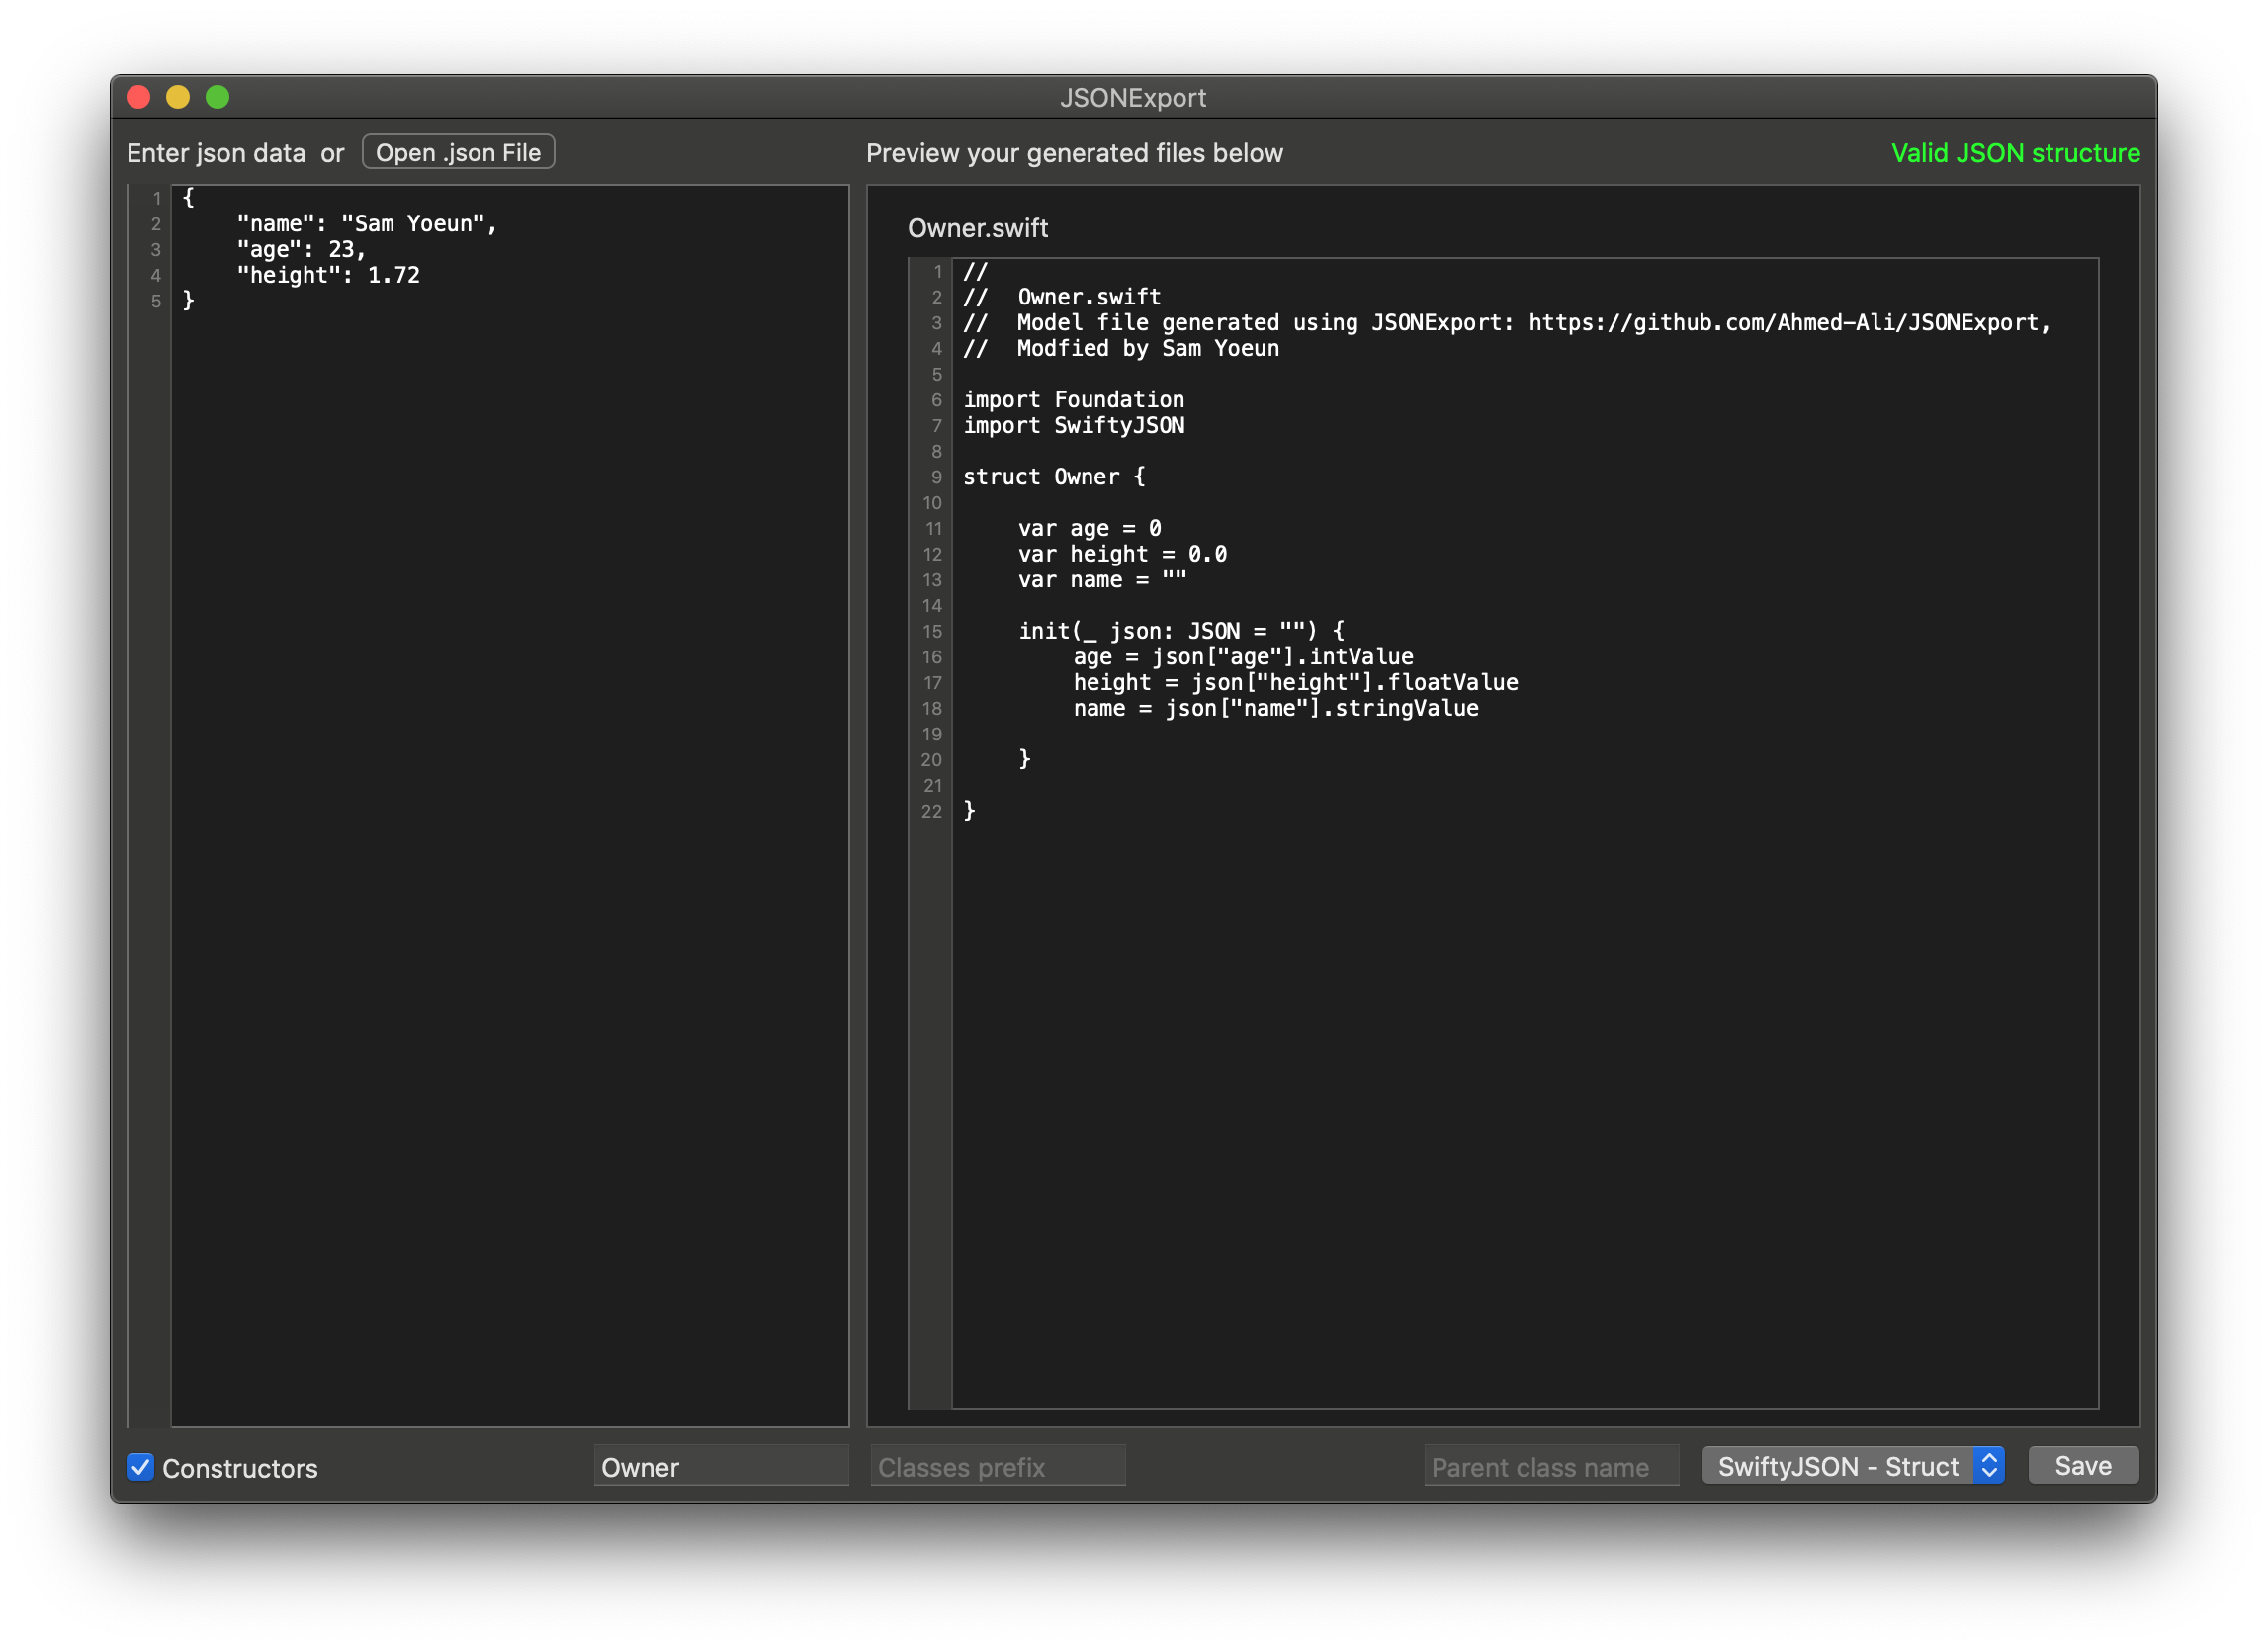 JSONExport
Enter json data or Open .json File
Preview your generated files below
Valid JSON structure
1 {
2 "name": "Sam Yoeun",
3 "age": 23,
4 "height": 1.72
5 }
Owner.swift
1 //
2 //  Owner.swift
3 //  Model file generated using JSONExport: https://github.com/Ahmed-Ali/JSONExport,
4 //  Modfied by Sam Yoeun
5
6 import Foundation
7 import SwiftyJSON
8
9 struct Owner {
10
11 var age = 0
12 var height = 0.0
13 var name = ""
14
15 init(_ json: JSON = "") {
16 age = json["age"].intValue
17 height = json["height"].floatValue
18 name = json["name"].stringValue
19
20 }
21
22 }
Constructors
Owner
Classes prefix
Parent class name
SwiftyJSON - Struct
Save